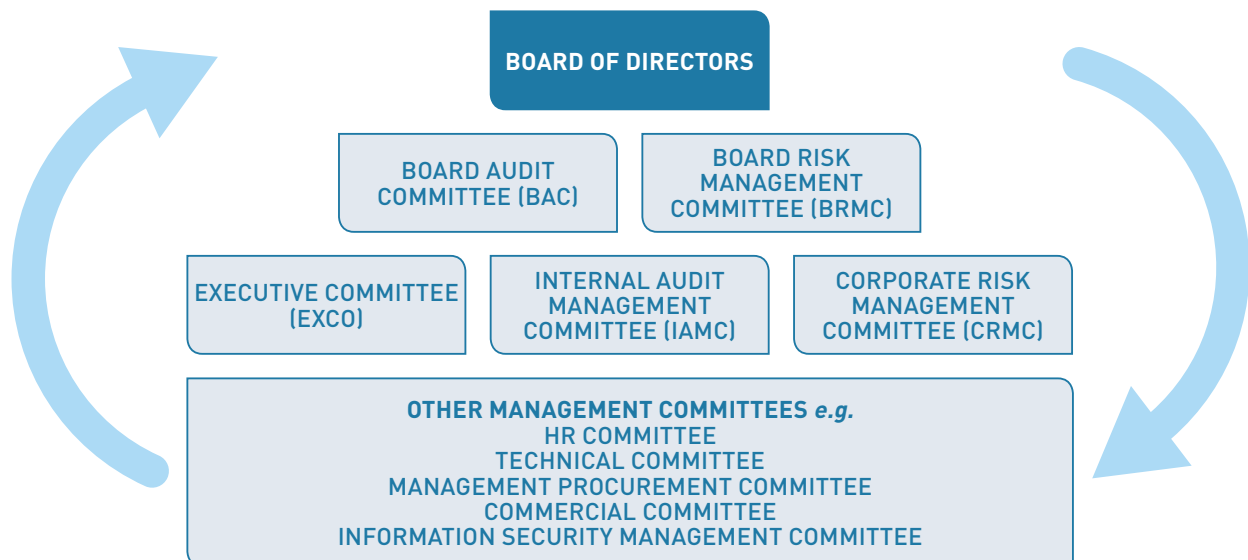 BOARD OF DIRECTORS
BOARD AUDIT
COMMITTEE (BAC)
BOARD RISK
MANAGEMENT
COMMITTEE (BRMC)
EXECUTIVE COMMITTEE
(EXCO)
INTERNAL AUDIT
MANAGEMENT
COMMITTEE (IAMC)
CORPORATE RISK
MANAGEMENT
COMMITTEE (CRMC)
OTHER MANAGEMENT COMMITTEES e.g.
HR COMMITTEE
TECHNICAL COMMITTEE
MANAGEMENT PROCUREMENT COMMITTEE
COMMERCIAL COMMITTEE
INFORMATION SECURITY MANAGEMENT COMMITTEE